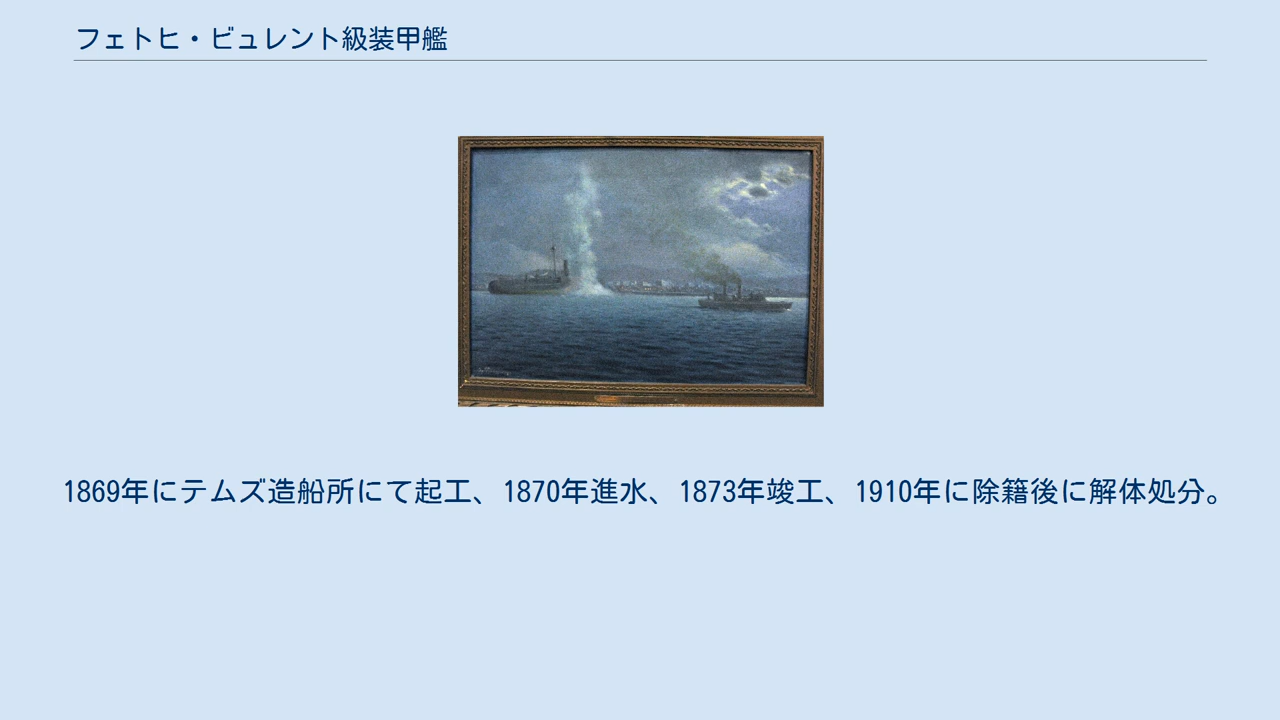 フェトヒ・ビュレント級装甲艦
1869年にテムズ造船所にて起工、1870年進水、1873年竣工、1910年に除籍後に解体処分。